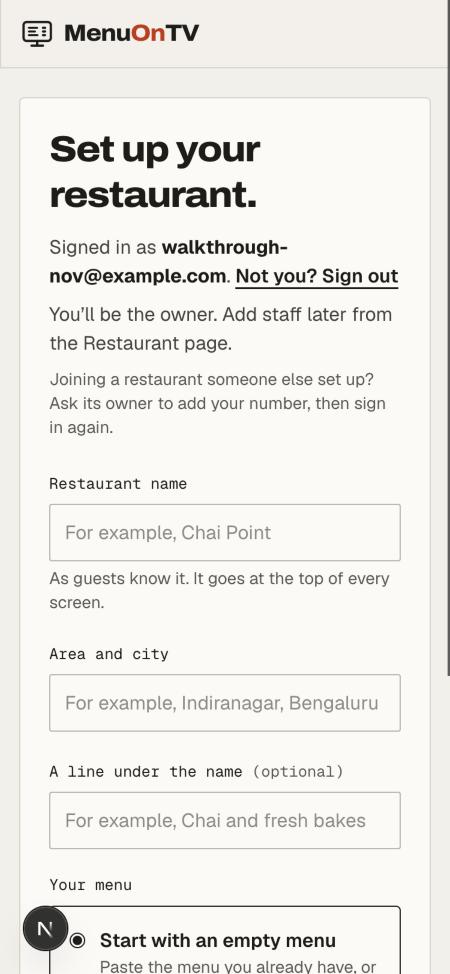 MenuOnTV
Set up your
restaurant.
Signed in as walkthrough-
nov@example.com. Not you? Sign out
You’ll be the owner. Add staff later from
the Restaurant page.
Joining a restaurant someone else set up?
Ask its owner to add your number, then sign
in again.
Restaurant name
For example, Chai Point
As guests know it. It goes at the top of every
screen.
Area and city
For example, Indiranagar, Bengaluru
A line under the name (optional)
For example, Chai and fresh bakes
Your menu
N
Start with an empty menu
Paste the menu you already have, or